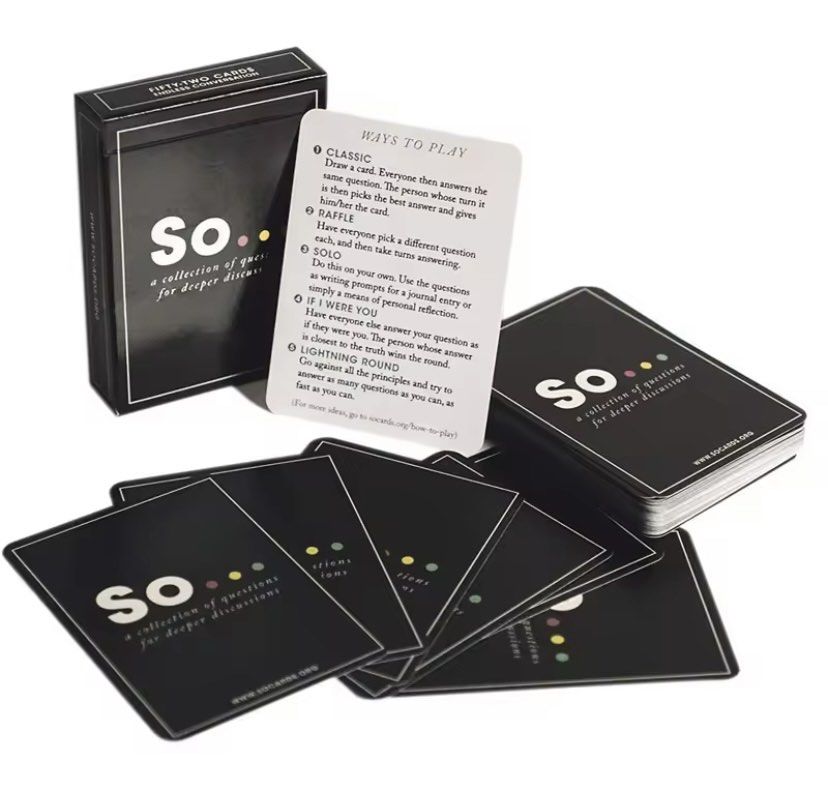 FIFTY-TWO CARDS
ENDLESS CONVERSATION
So...
a collection of
for deeper
WWW.SOCARDS.ORG
WAYS TO PLAY
1 CLASSIC
Draw a card. Everyone then answers the
same question. The person whose turn it
is then picks the best answer and gives
him/her the card.
2 RAFFLE
Have everyone pick a different question
each, and then take turns answering.
3 SOLO
Do this on your own. Use the questions
as writing prompts for a journal entry or
simply a means of personal reflection.
4 IF I WERE YOU
Have everyone else answer your question as
if they were you. The person whose answer
is closest to the truth wins the round.
5 LIGHTNING ROUND
Go against all the principles and try to
answer as many questions as you can, as
fast as you can.
(For more ideas, go to socards.org/how-to-play)
So...
a collection of questions
for deeper discussions
WWW.SOCARDS.ORG
So...
a collection of questions
for deeper discussions
WWW.SOCARDS.ORG